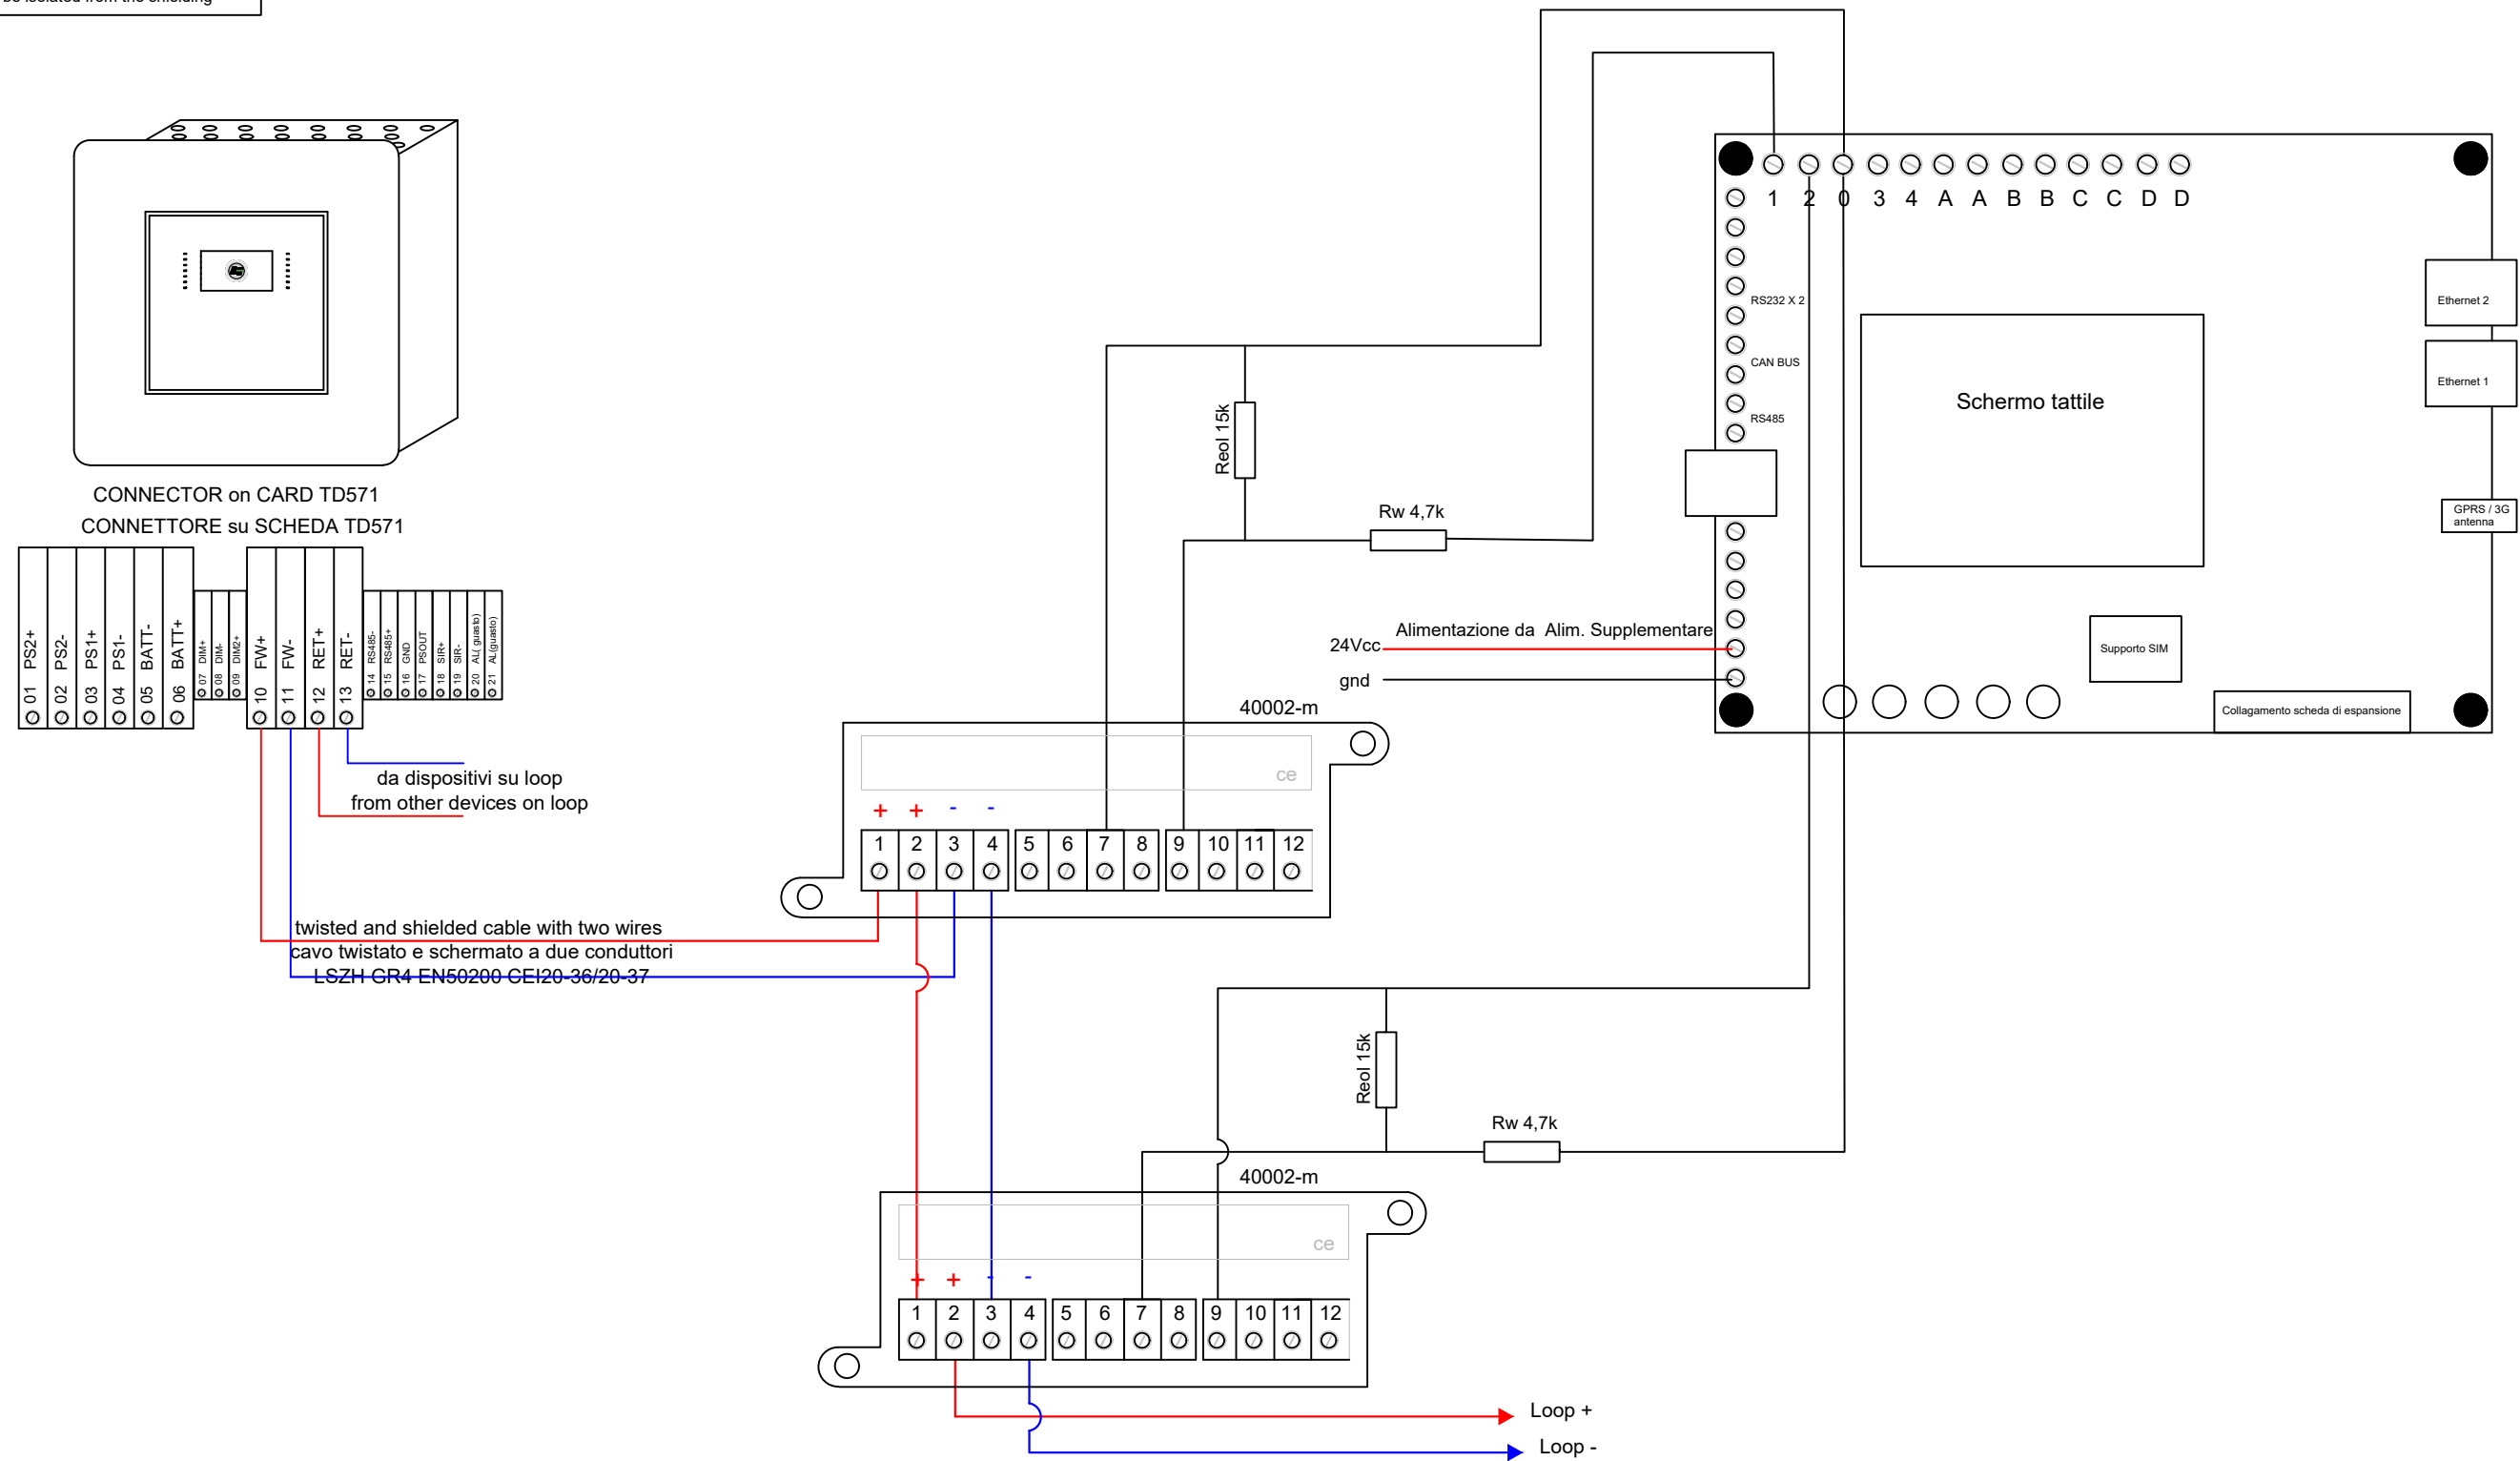 be isolated from the shielding
CONNECTOR on CARD TD571
CONNETTORE su SCHEDA TD571
01 PS2+
02 PS2-
03 PS1+
04 PS1-
05 BATT-
06 BATT+
07 DIM+
08 DIM-
09 DIM2+
10 FW+
11 FW-
12 RET+
13 RET-
14 RS485-
15 RS485+
16 GND
17 PSOUT
18 SIR+
19 SIR-
20 AL( guasto)
21 AL(guasto)
da dispositivi su loop
from other devices on loop
twisted and shielded cable with two wires
cavo twistato e schermato a due conduttori
LSZH GR4 EN50200 CEI20-36/20-37
Reol 15k
Rw 4,7k
1 2 0 3 4 A A B B C C D D
RS232 X 2
CAN BUS
RS485
Schermo tattile
Ethernet 2
Ethernet 1
GPRS / 3G
antenna
Supporto SIM
Collagamento scheda di espansione
Alimentazione da Alim. Supplementare
24Vcc
gnd
40002-m
ce
+ + - -
1 2 3 4 5 6 7 8 9 10 11 12
Reol 15k
Rw 4,7k
40002-m
ce
+ + - -
1 2 3 4 5 6 7 8 9 10 11 12
Loop +
Loop -